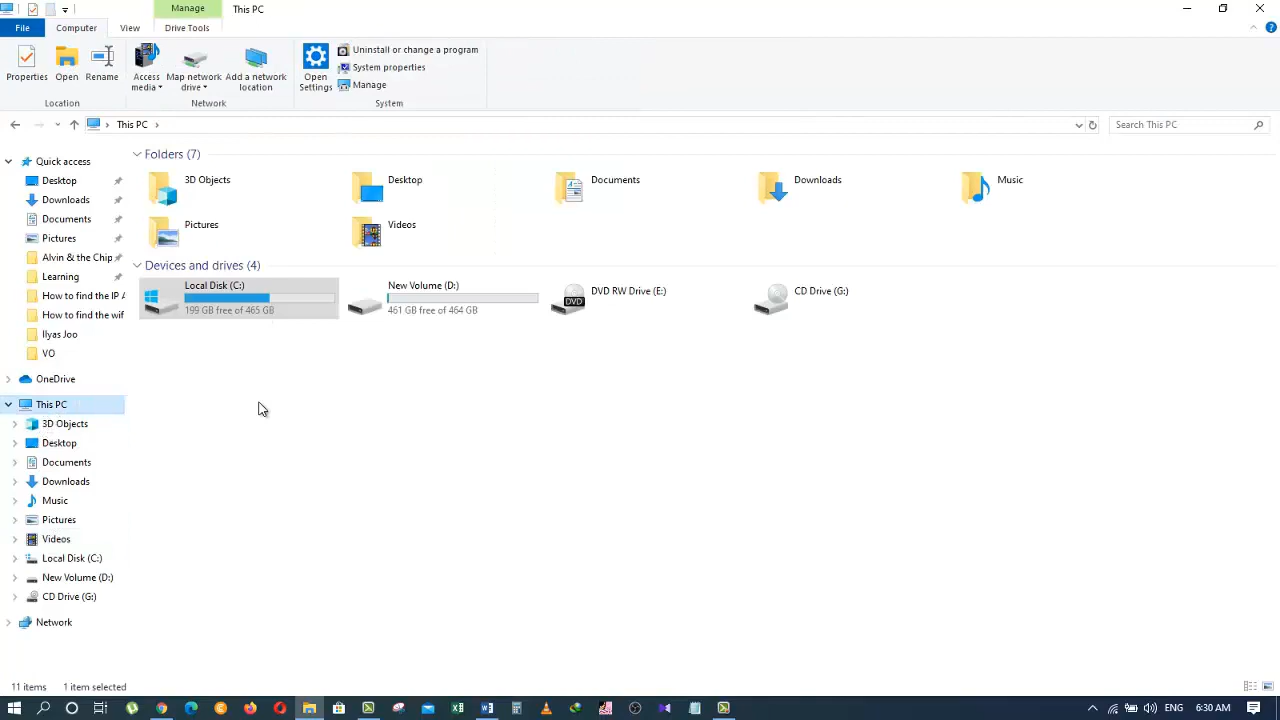 Manage
This PC
File
Computer
View
Drive Tools
Properties
Open
Rename
Access media
Map network drive
Add a network location
Open Settings
Uninstall or change a program
System properties
Manage
Location
Network
System
This PC
Search This PC
Quick access
Desktop
Downloads
Documents
Pictures
Alvin & the Chip
Learning
How to find the IP A
How to find the wif
Ilyas Joo
VO
OneDrive
This PC
3D Objects
Desktop
Documents
Downloads
Music
Pictures
Videos
Local Disk (C:)
New Volume (D:)
CD Drive (G:)
Network
Folders (7)
3D Objects
Desktop
Documents
Downloads
Music
Pictures
Videos
Devices and drives (4)
Local Disk (C:)
199 GB free of 465 GB
New Volume (D:)
461 GB free of 464 GB
DVD RW Drive (E:)
DVD
CD Drive (G:)
11 items
1 item selected
ENG
6:30 AM